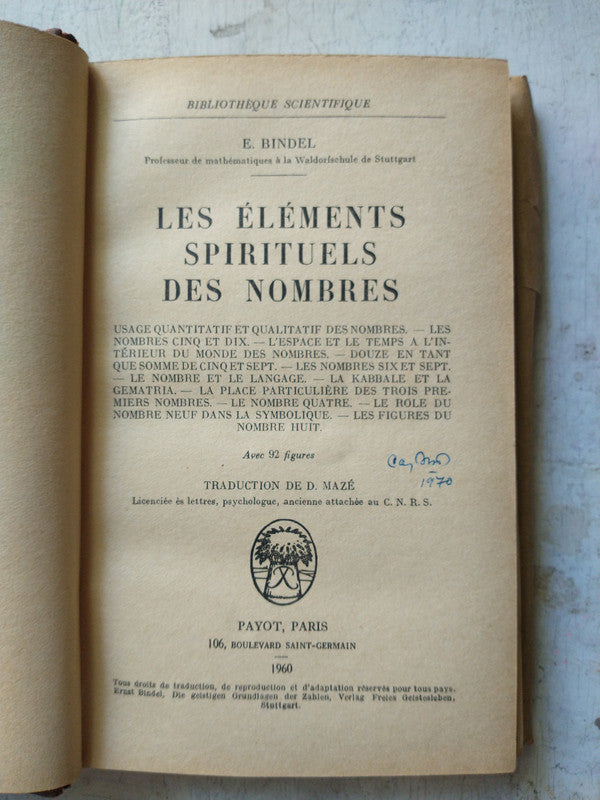 BIBLIOTHÈQUE SCIENTIFIQUE
E. BINDEL
Professeur de mathématiques à la Waldorfschule de Stuttgart
LES ÉLÉMENTS
SPIRITUELS
DES NOMBRES
USAGE QUANTITATIF ET QUALITATIF DES NOMBRES. — LES
NOMBRES CINQ ET DIX. — L'ESPACE ET LE TEMPS A L'IN-
TÉRIEUR DU MONDE DES NOMBRES. — DOUZE EN TANT
QUE SOMME DE CINQ ET SEPT. — LES NOMBRES SIX ET SEPT.
— LE NOMBRE ET LE LANGAGE. — LA KABBALE ET LA
GEMATRIA. — LA PLACE PARTICULIÈRE DES TROIS PRE-
MIERS NOMBRES. — LE NOMBRE QUATRE. — LE ROLE DU
NOMBRE NEUF DANS LA SYMBOLIQUE. — LES FIGURES DU
NOMBRE HUIT.
Avec 92 figures
1970
TRADUCTION DE D. MAZÉ
Licenciée ès lettres, psychologue, ancienne attachée au C. N. R. S.
PAYOT, PARIS
106, BOULEVARD SAINT-GERMAIN
1960
Tous droits de traduction, de reproduction et d'adaptation réservés pour tous pays.
Ernst Bindel, Die geistigen Grundlagen der Zahlen, Verlag Freies Geistesleben,
Stuttgart.